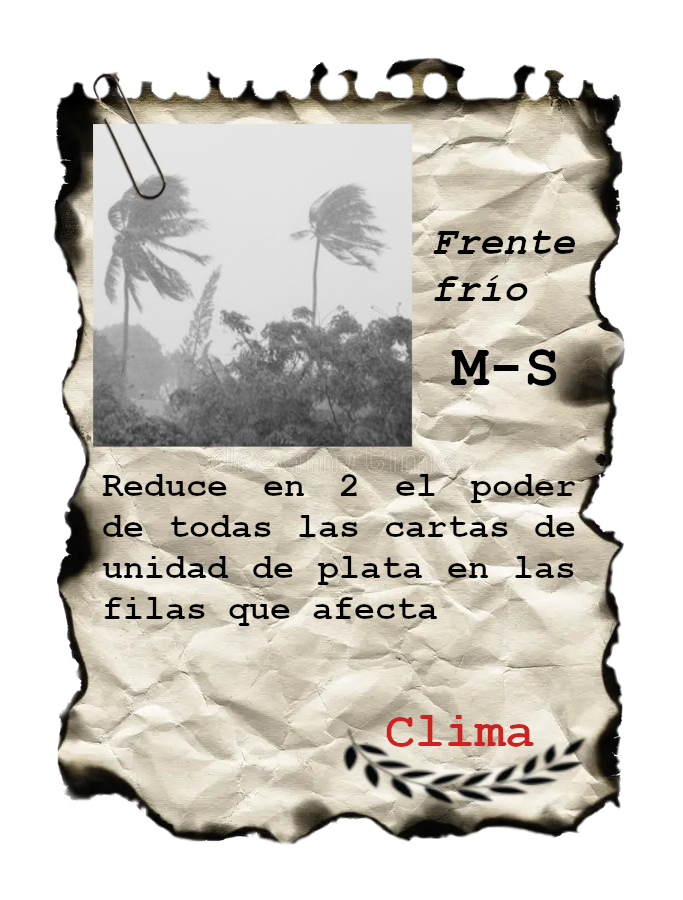 Frente
frío
M-S
dreamstime
Reduce en 2 el poder
de todas las cartas de
unidad de plata en las
filas que afecta
Clima